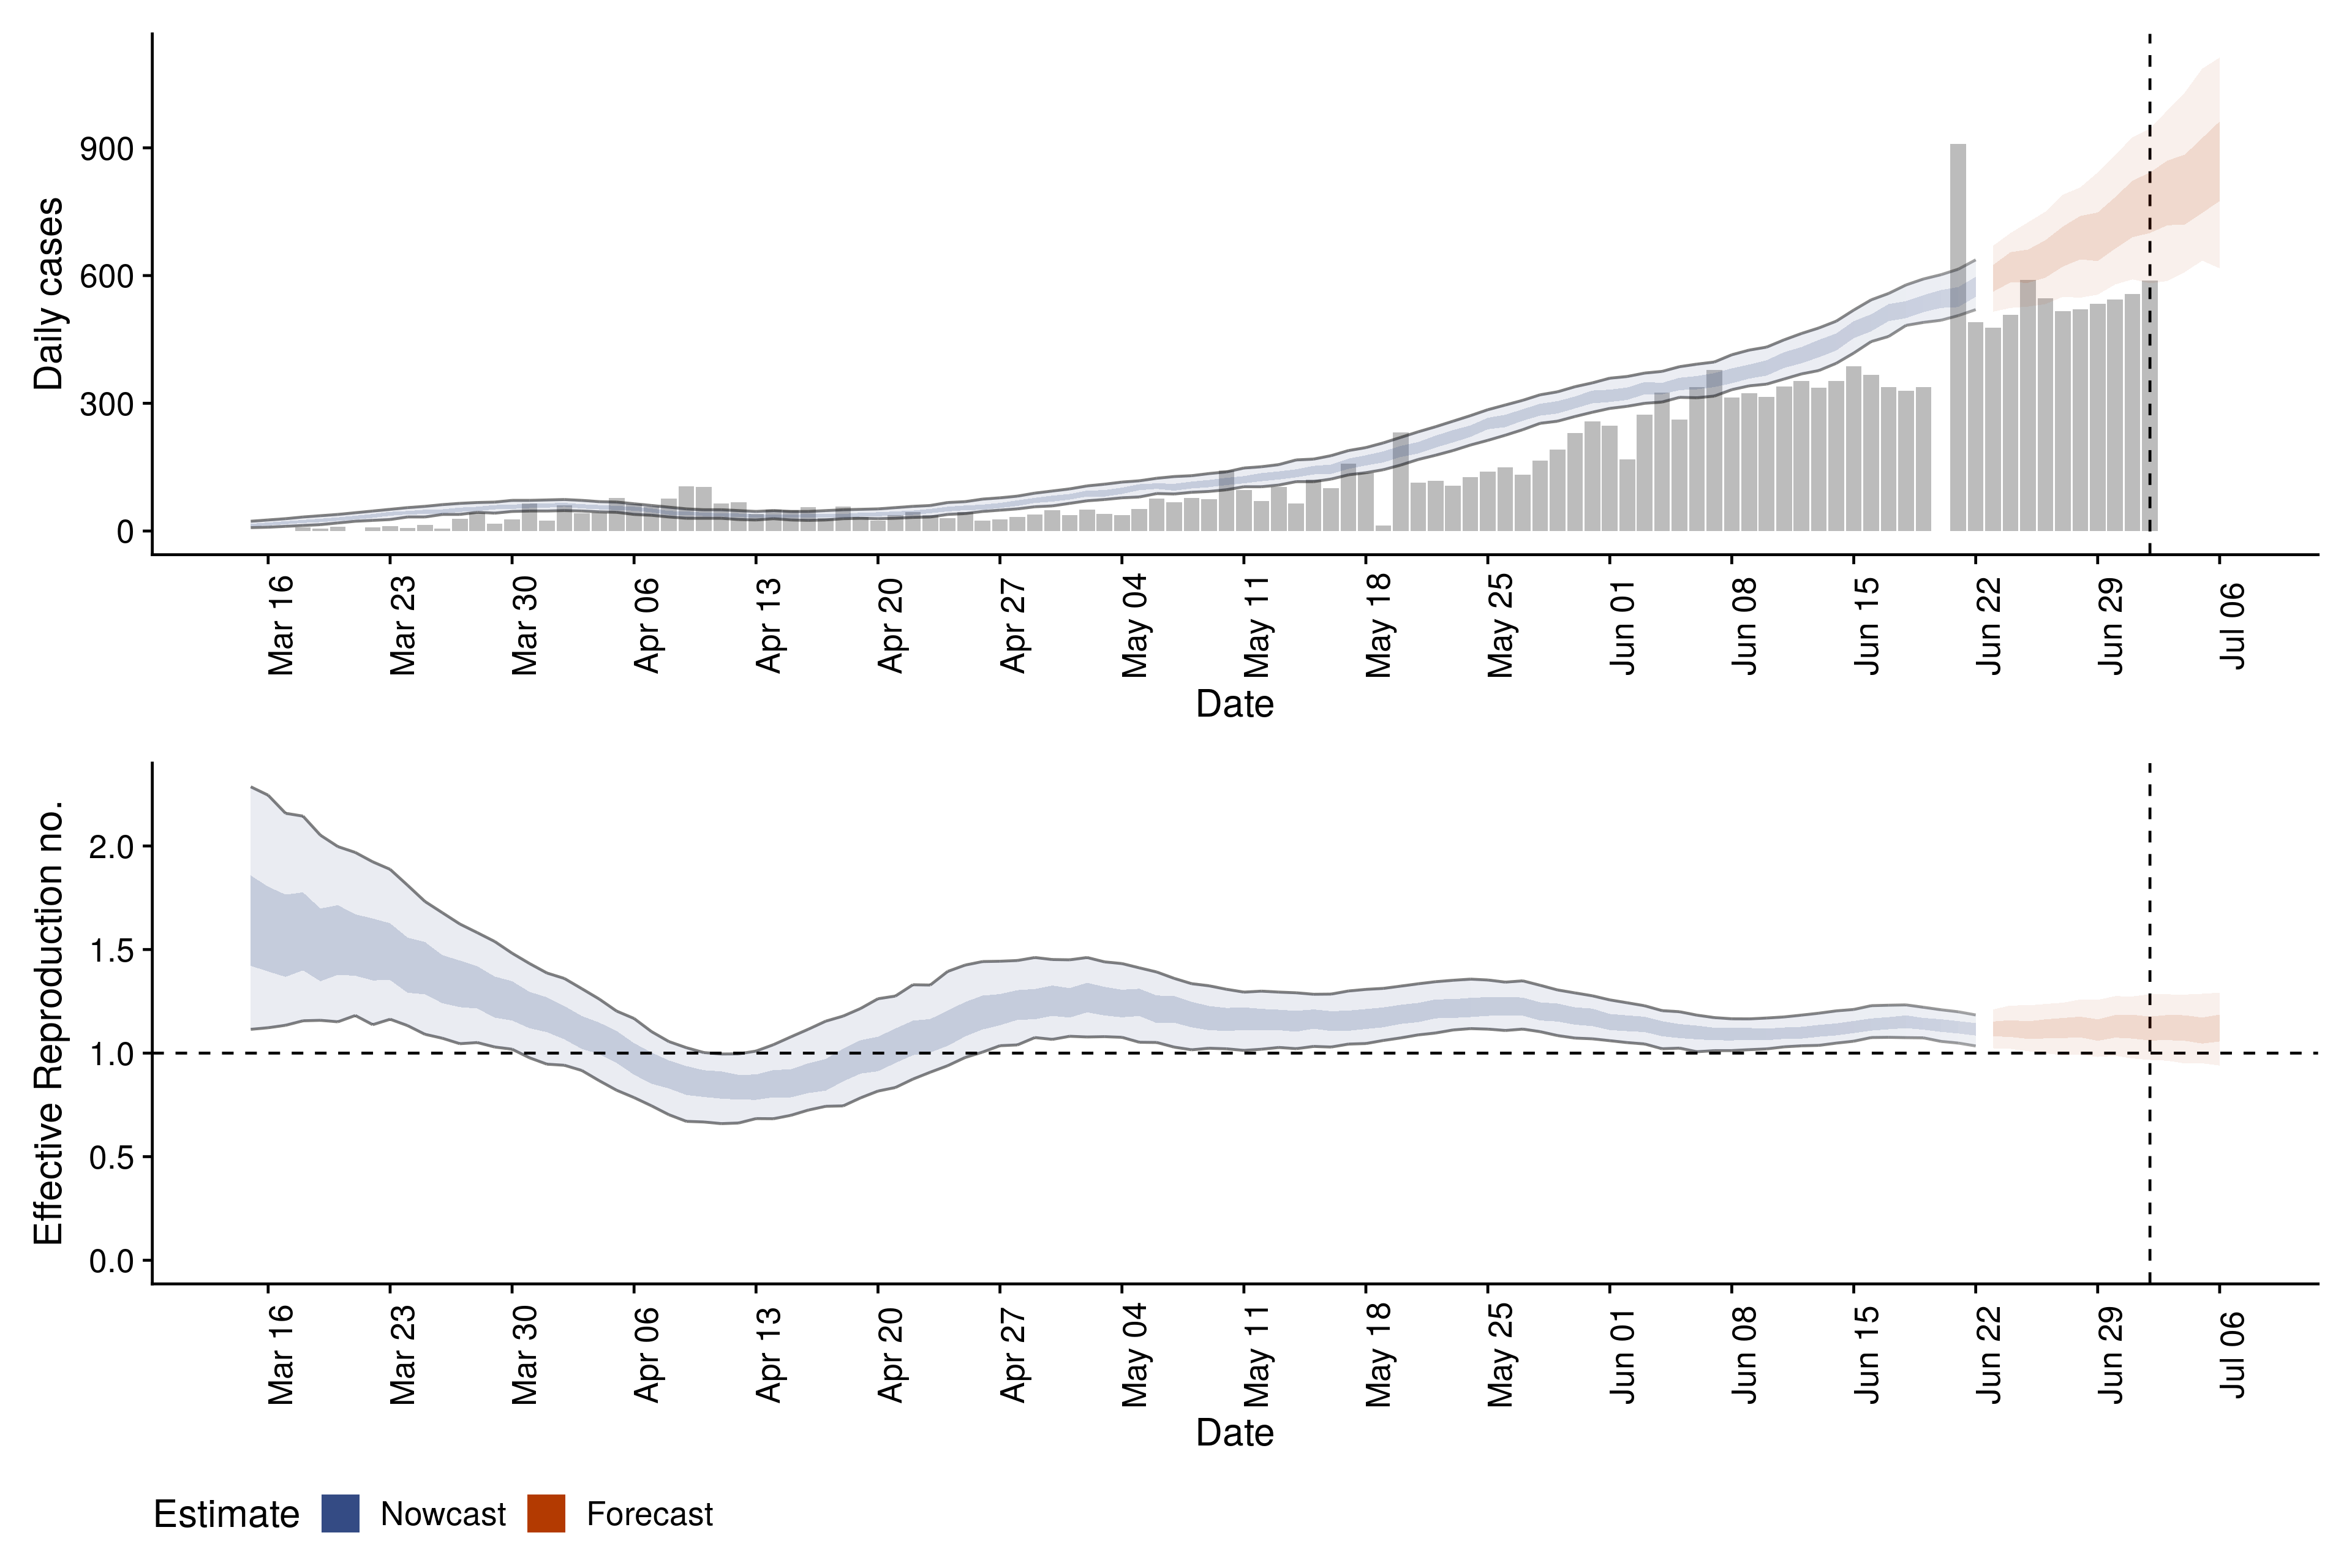 Daily cases
900
600
300
0
Mar 16
Mar 23
Mar 30
Apr 06
Apr 13
Apr 20
Apr 27
May 04
May 11
May 18
May 25
Jun 01
Jun 08
Jun 15
Jun 22
Jun 29
Jul 06
Date
Effective Reproduction no.
2.0
1.5
1.0
0.5
0.0
Mar 16
Mar 23
Mar 30
Apr 06
Apr 13
Apr 20
Apr 27
May 04
May 11
May 18
May 25
Jun 01
Jun 08
Jun 15
Jun 22
Jun 29
Jul 06
Date
Estimate Nowcast Forecast